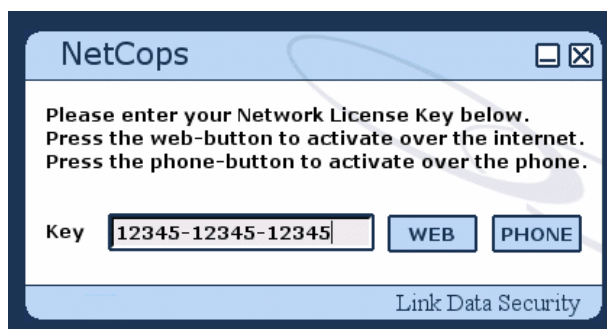 NetCops
Please enter your Network License Key below.
Press the web-button to activate over the internet.
Press the phone-button to activate over the phone.
Key 12345-12345-12345 WEB PHONE
Link Data Security